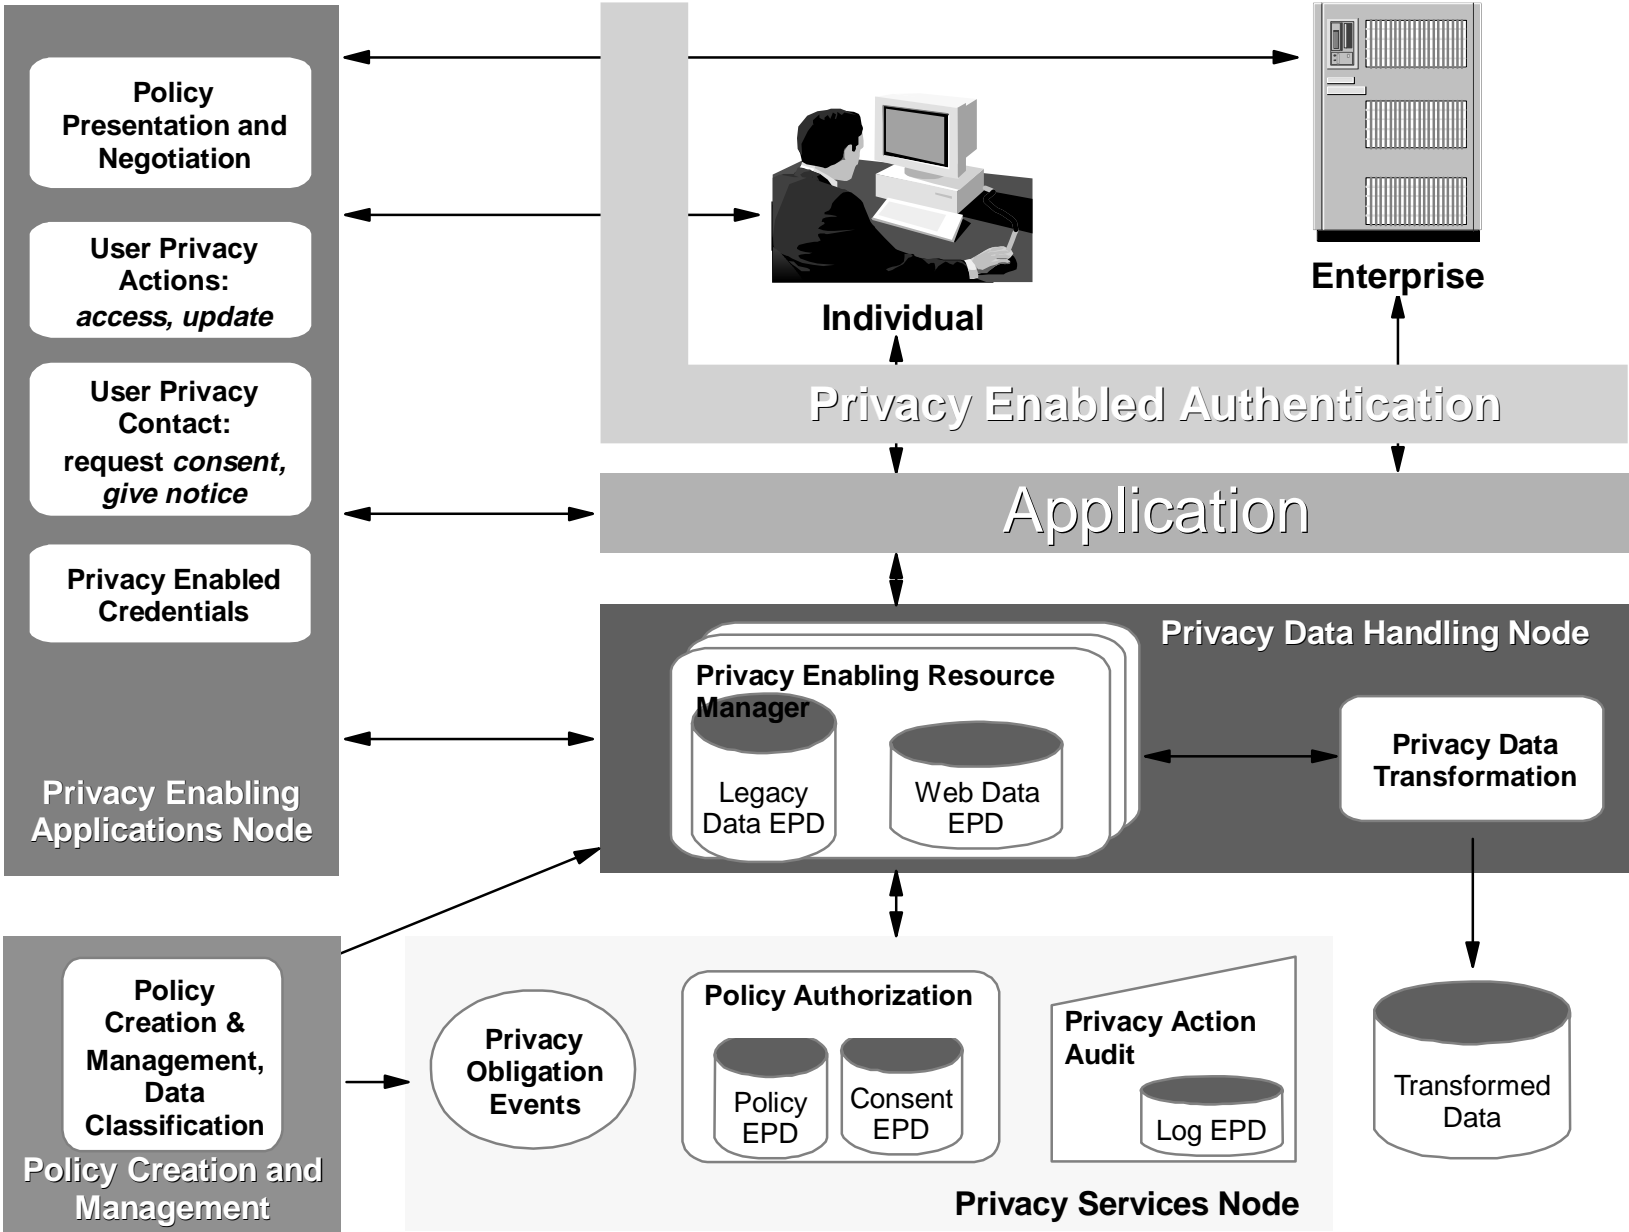 Policy
Presentation and
Negotiation
User Privacy
Actions:
access, update
User Privacy
Contact:
request consent,
give notice
Privacy Enabled
Credentials
Privacy Enabling
Applications Node
Individual
Enterprise
Privacy Enabled Authentication
Application
Privacy Data Handling Node
Privacy Enabling Resource
Manager
Legacy
Data EPD
Web Data
EPD
Privacy Data
Transformation
Policy
Creation &
Management,
Data
Classification
Policy Creation and
Management
Privacy
Obligation
Events
Policy Authorization
Policy
EPD
Consent
EPD
Privacy Action
Audit
Log EPD
Privacy Services Node
Transformed
Data